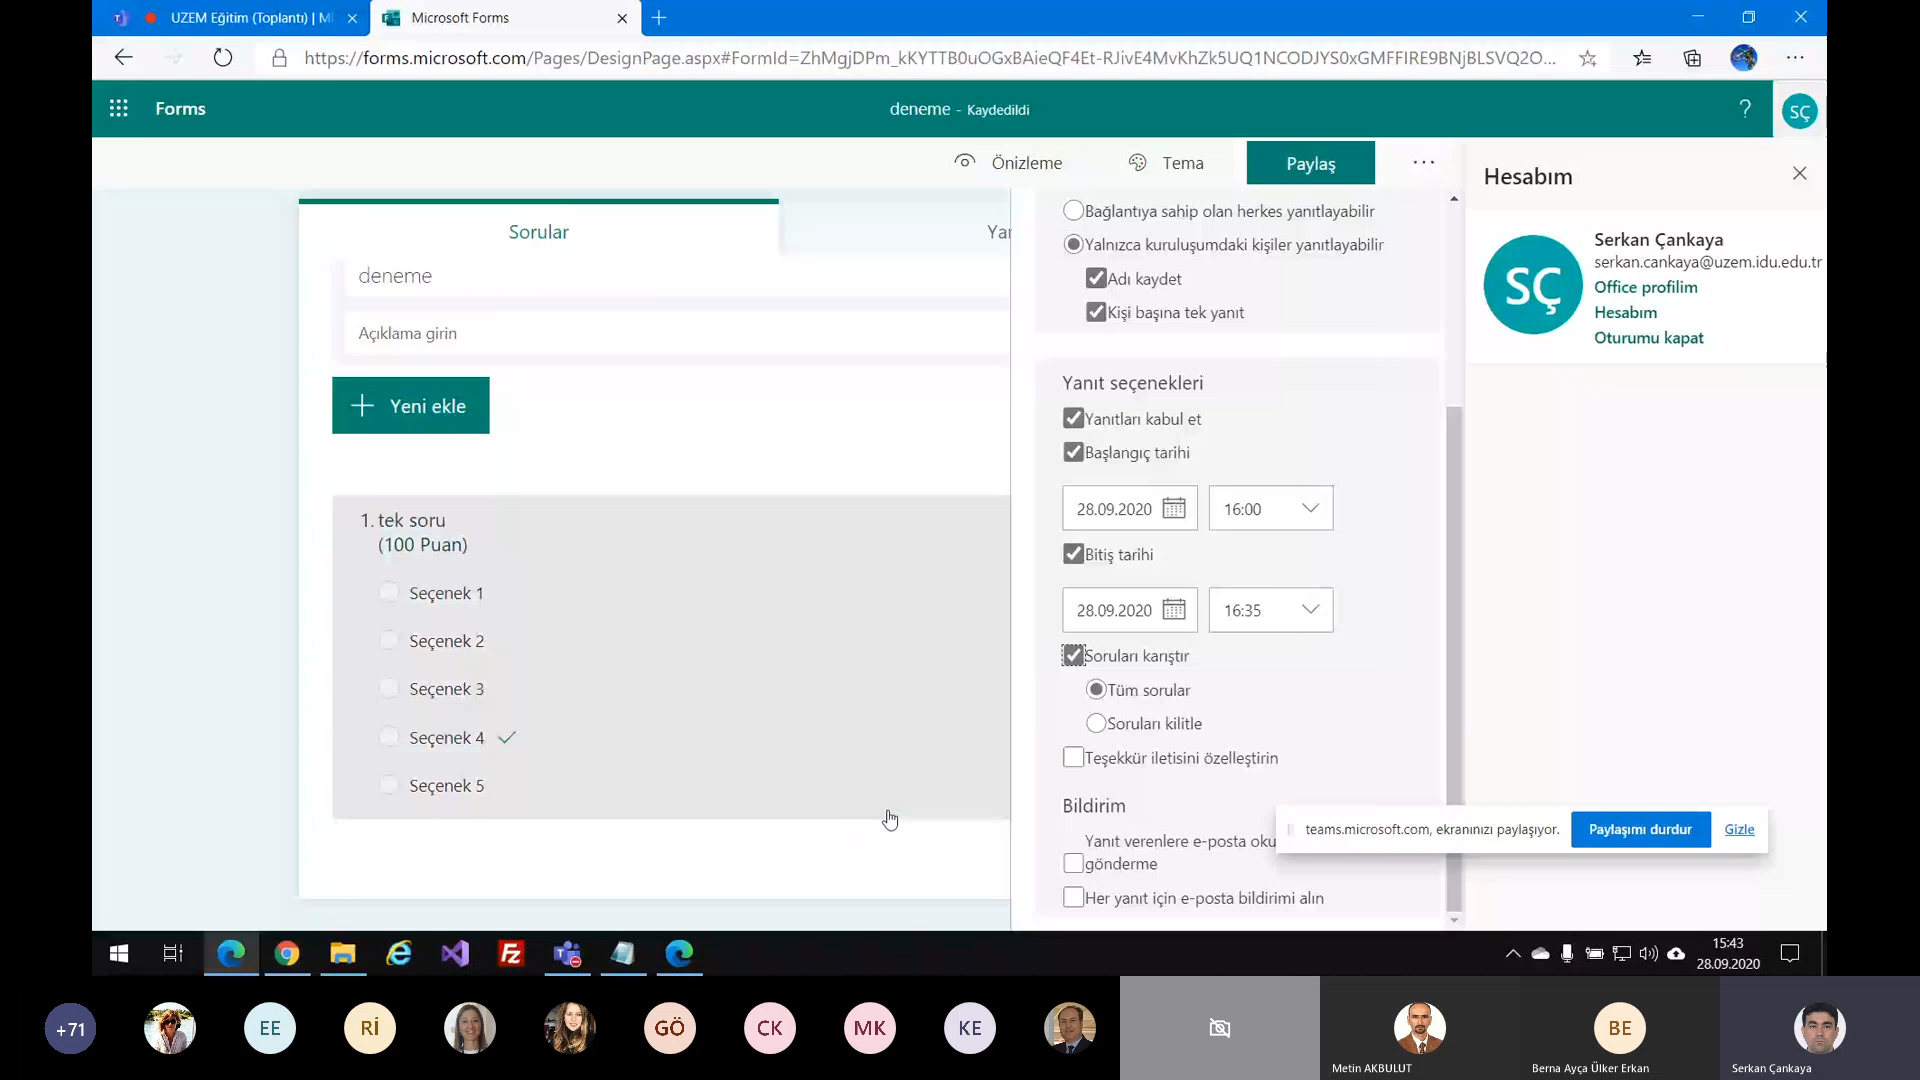 UZEM Eğitim (Toplantı) | Mi
Microsoft Forms
https://forms.microsoft.com/Pages/DesignPage.aspx#FormId=ZhMgjDPm_kKYTTB0uOGxBAieQF4Et-RJivE4MvKhZk5UQ1NCODJYS0xGMFFIRE9BNjBLSVQ2O...
Forms
deneme - Kaydedildi
?
SÇ
Önizleme
Tema
Paylaş
Sorular
Yar
deneme
Açıklama girin
Yeni ekle
1. tek soru
(100 Puan)
Seçenek 1
Seçenek 2
Seçenek 3
Seçenek 4
Seçenek 5
Bağlantıya sahip olan herkes yanıtlayabilir
Yalnızca kuruluşumdaki kişiler yanıtlayabilir
Adı kaydet
Kişi başına tek yanıt
Yanıt seçenekleri
Yanıtları kabul et
Başlangıç tarihi
28.09.2020
16:00
Bitiş tarihi
28.09.2020
16:35
Soruları karıştır
Tüm sorular
Soruları kilitle
Teşekkür iletisini özelleştirin
Bildirim
Yanıt verenlere e-posta oku
gönderme
Her yanıt için e-posta bildirimi alın
Hesabım
SÇ
Serkan Çankaya
serkan.cankaya@uzem.idu.edu.tr
Office profilim
Hesabım
Oturumu kapat
teams.microsoft.com, ekranınızı paylaşıyor.
Paylaşımı durdur
Gizle
15:43
28.09.2020
+71
EE
Rİ
GÖ
CK
MK
KE
BE
Metin AKBULUT
Berna Ayça Ülker Erkan
Serkan Çankaya